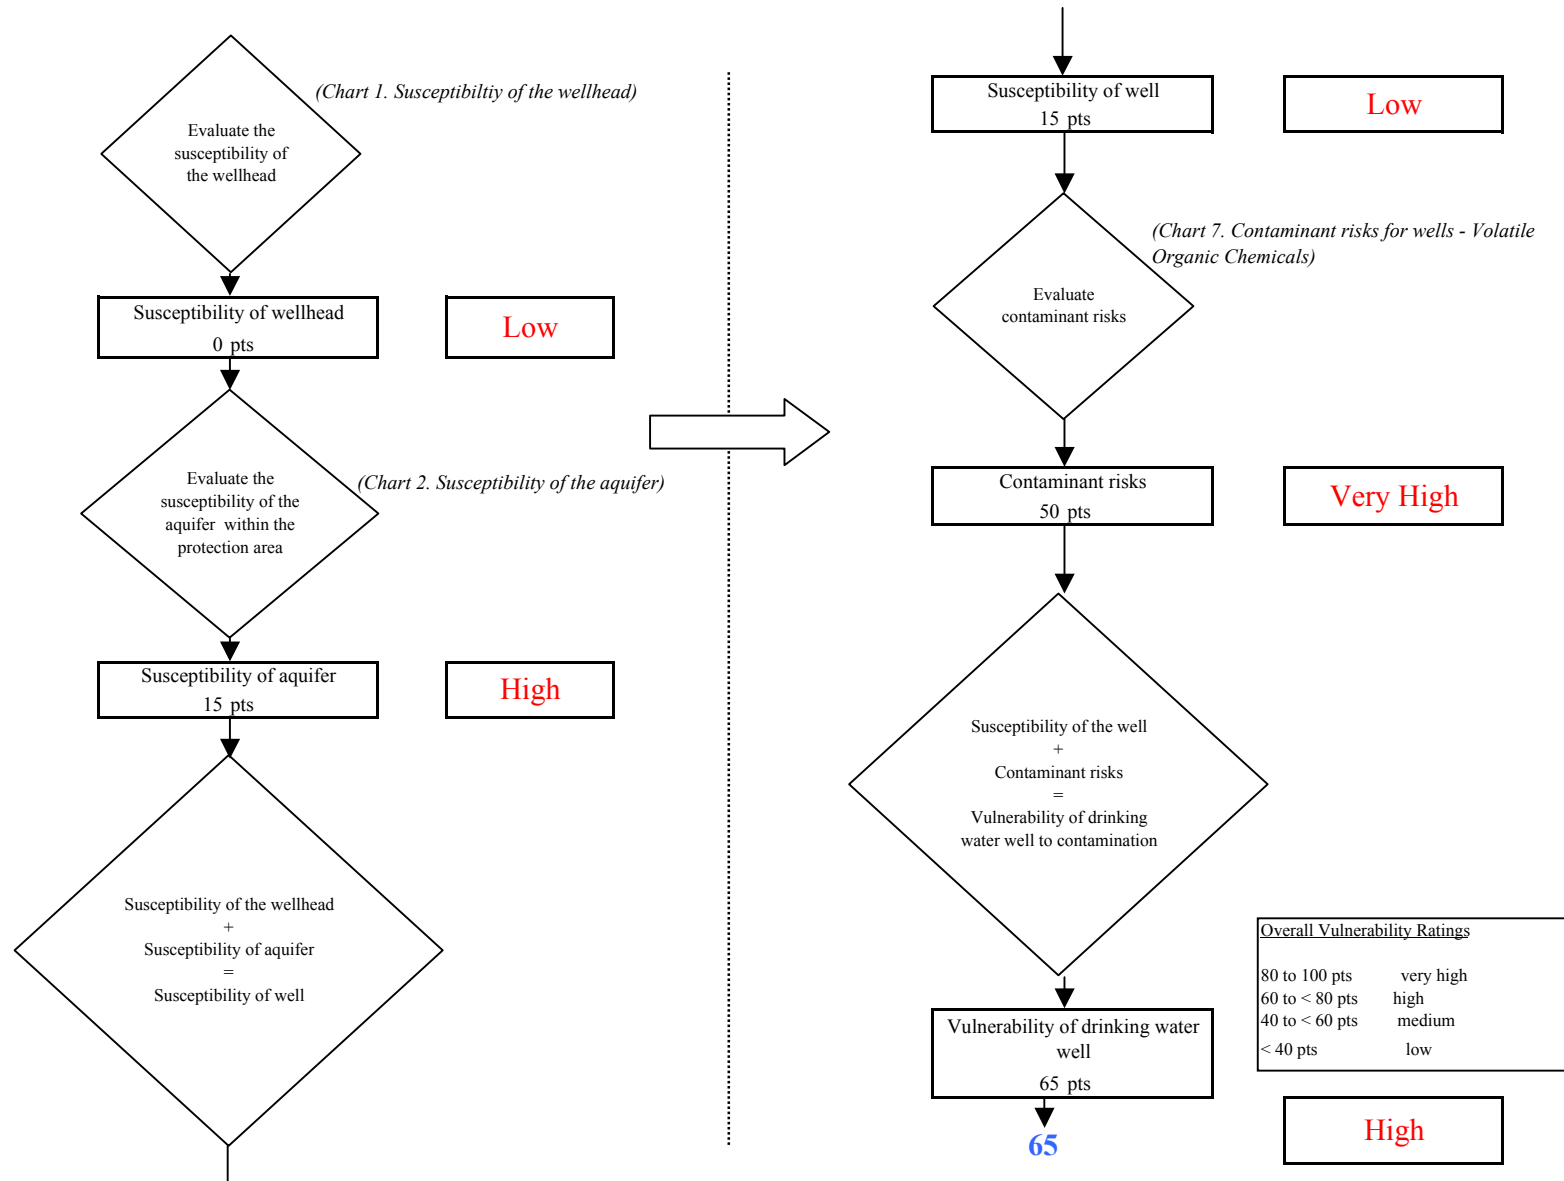 (Chart 1. Susceptibiltiy of the wellhead)
Evaluate the
susceptibility of
the wellhead
Susceptibility of wellhead
0 pts
Low
Evaluate the
susceptibility of the
aquifer within the
protection area
(Chart 2. Susceptibility of the aquifer)
Susceptibility of aquifer
15 pts
High
Susceptibility of the wellhead
+
Susceptibility of aquifer
=
Susceptibility of well
Susceptibility of well
15 pts
Low
(Chart 7. Contaminant risks for wells - Volatile
Organic Chemicals)
Evaluate
contaminant risks
Contaminant risks
50 pts
Very High
Susceptibility of the well
+
Contaminant risks
=
Vulnerability of drinking
water well to contamination
Overall Vulnerability Ratings
80 to 100 pts very high
60 to < 80 pts high
40 to < 60 pts medium
< 40 pts low
Vulnerability of drinking water
well
65 pts
65
High